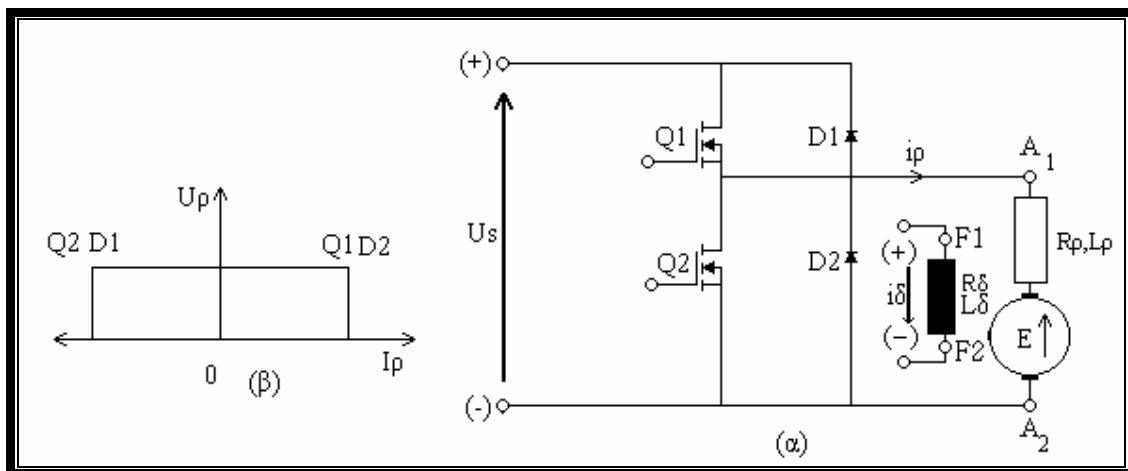 Uρ
Q2 D1
Q1 D2
0
Iρ
(β)
(+)
Us
(-)
Q1
Q2
D1
D2
iρ
A1
Rρ,Lρ
F1
(+)
iδ
Rδ
Lδ
(−)
F2
E
A2
(α)